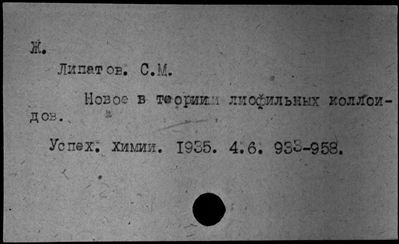 Ж.
Липатов. С.М.
Новое в теории лиофильных коллои-
дов.
Успех. Химии. 1935. 4.6. 933-958.